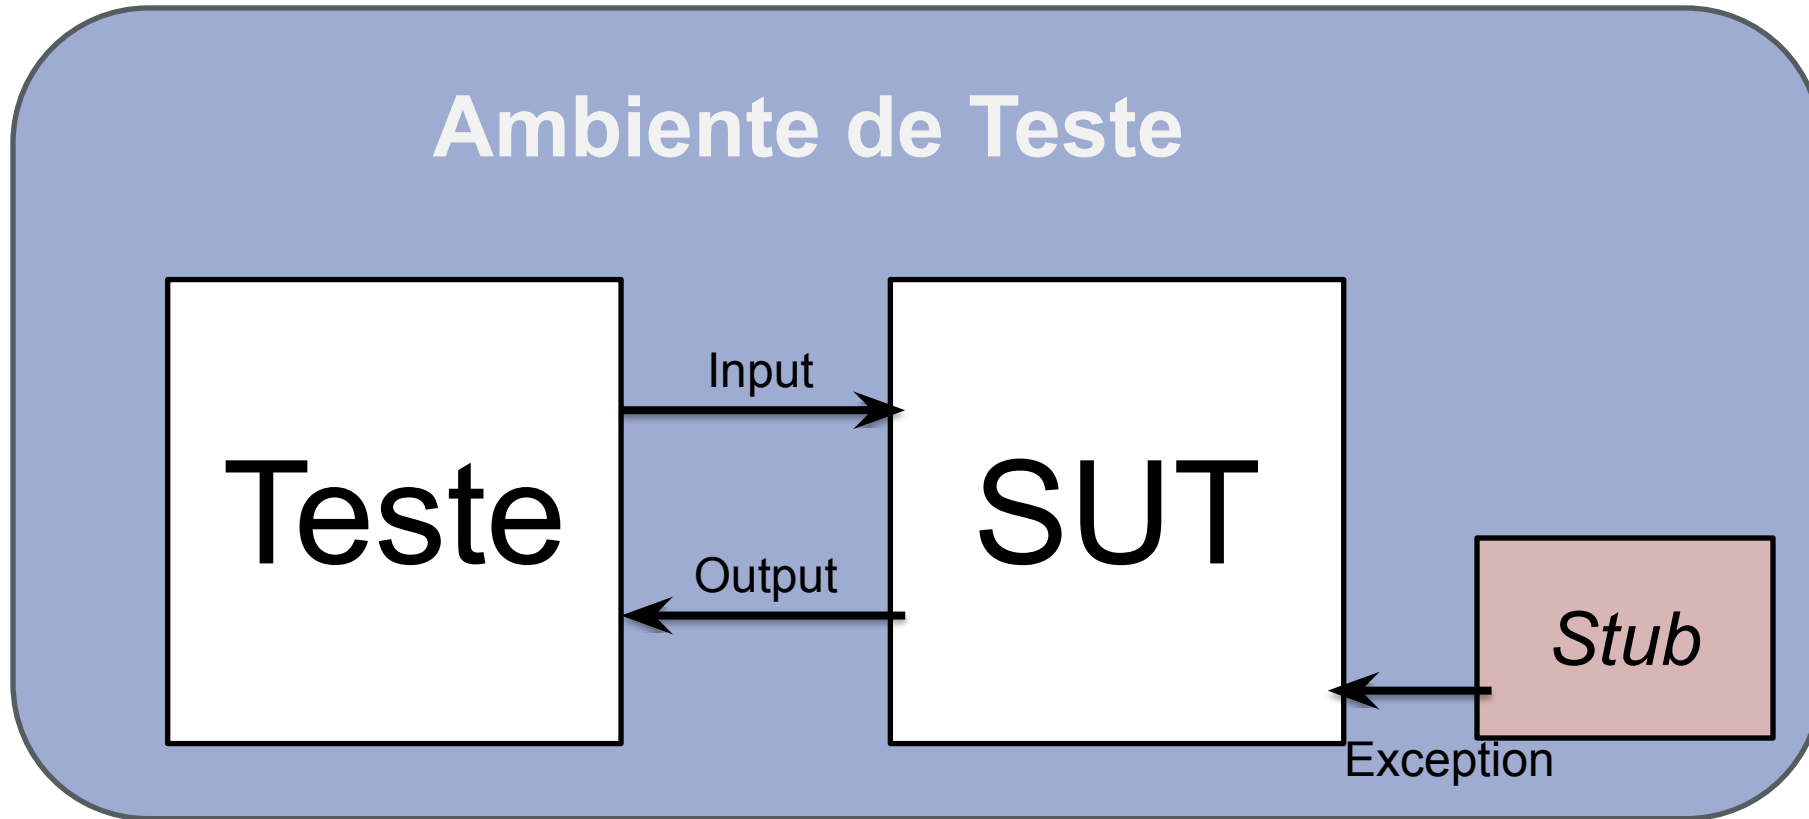 Ambiente de Teste
Input
Teste
SUT
Output
Stub
Exception